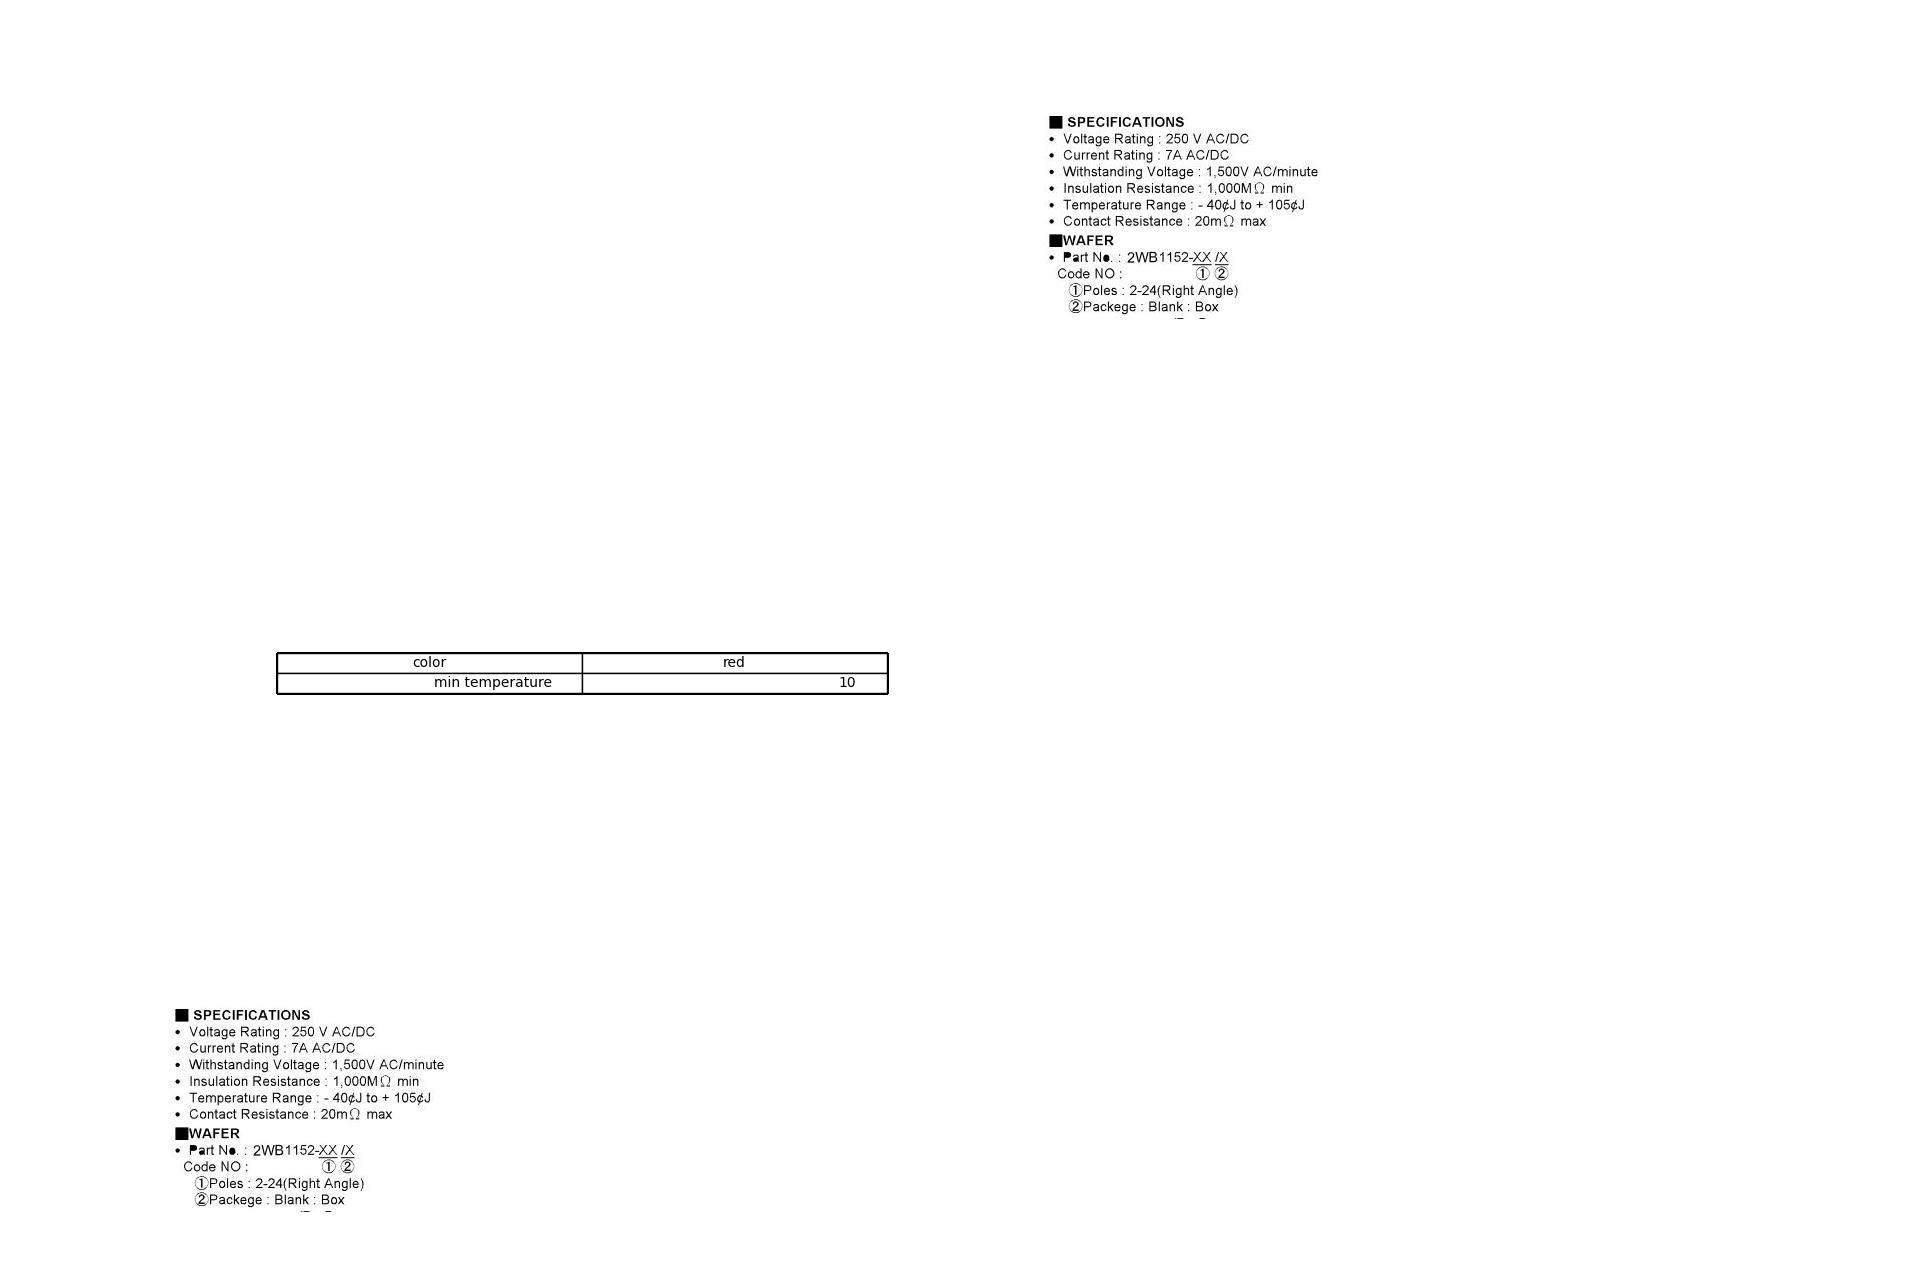 ■ SPECIFICATIONS
• Voltage Rating : 250 V AC/DC
• Current Rating : 7A AC/DC
• Withstanding Voltage : 1,500V AC/minute
• Insulation Resistance : 1,000MΩ min
• Temperature Range : - 40¢J to + 105¢J
• Contact Resistance : 20mΩ max
■WAFER
• Part No. : 2WB1152-XX /X
Code NO : ① ②
①Poles : 2-24(Right Angle)
②Packege : Blank : Box
color red
min temperature 10
■ SPECIFICATIONS
• Voltage Rating : 250 V AC/DC
• Current Rating : 7A AC/DC
• Withstanding Voltage : 1,500V AC/minute
• Insulation Resistance : 1,000MΩ min
• Temperature Range : - 40¢J to + 105¢J
• Contact Resistance : 20mΩ max
■WAFER
• Part No. : 2WB1152-XX /X
Code NO : ① ②
①Poles : 2-24(Right Angle)
②Packege : Blank : Box